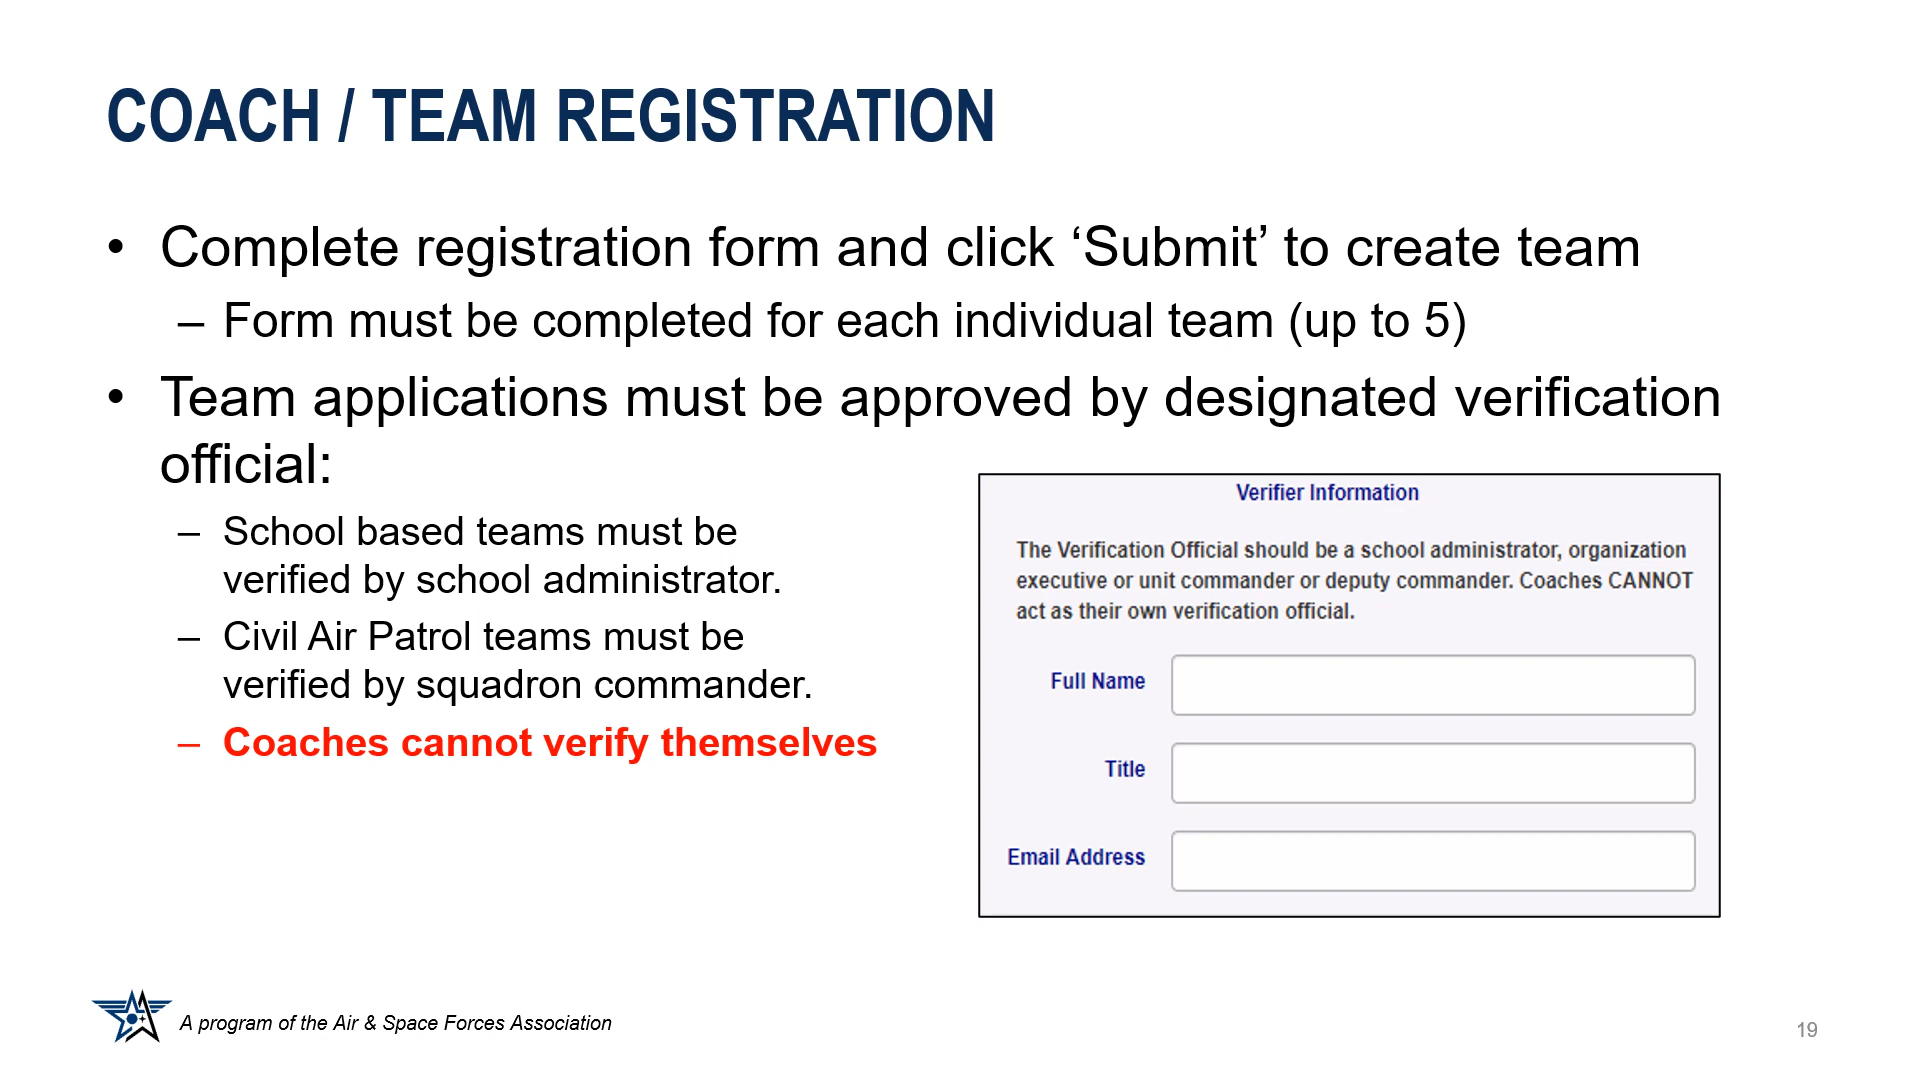 COACH / TEAM REGISTRATION
• Complete registration form and click ‘Submit’ to create team
– Form must be completed for each individual team (up to 5)
• Team applications must be approved by designated verification
official:
– School based teams must be
verified by school administrator.
– Civil Air Patrol teams must be
verified by squadron commander.
– Coaches cannot verify themselves
Verifier Information
The Verification Official should be a school administrator, organization
executive or unit commander or deputy commander. Coaches CANNOT
act as their own verification official.
Full Name
Title
Email Address
A program of the Air & Space Forces Association
19